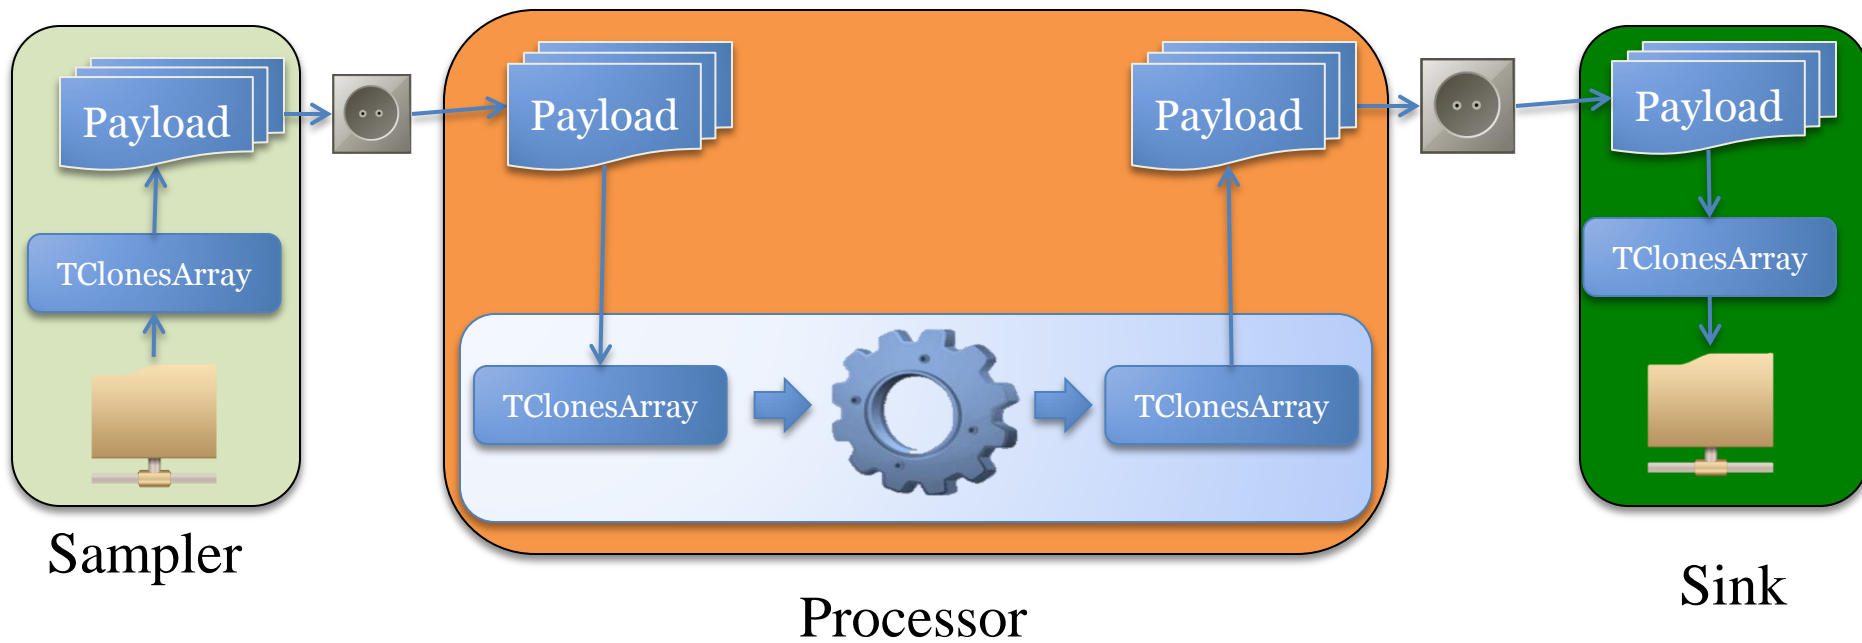 Payload
TClonesArray
Sampler
Payload
TClonesArray
TClonesArray
Payload
Processor
Payload
TClonesArray
Sink